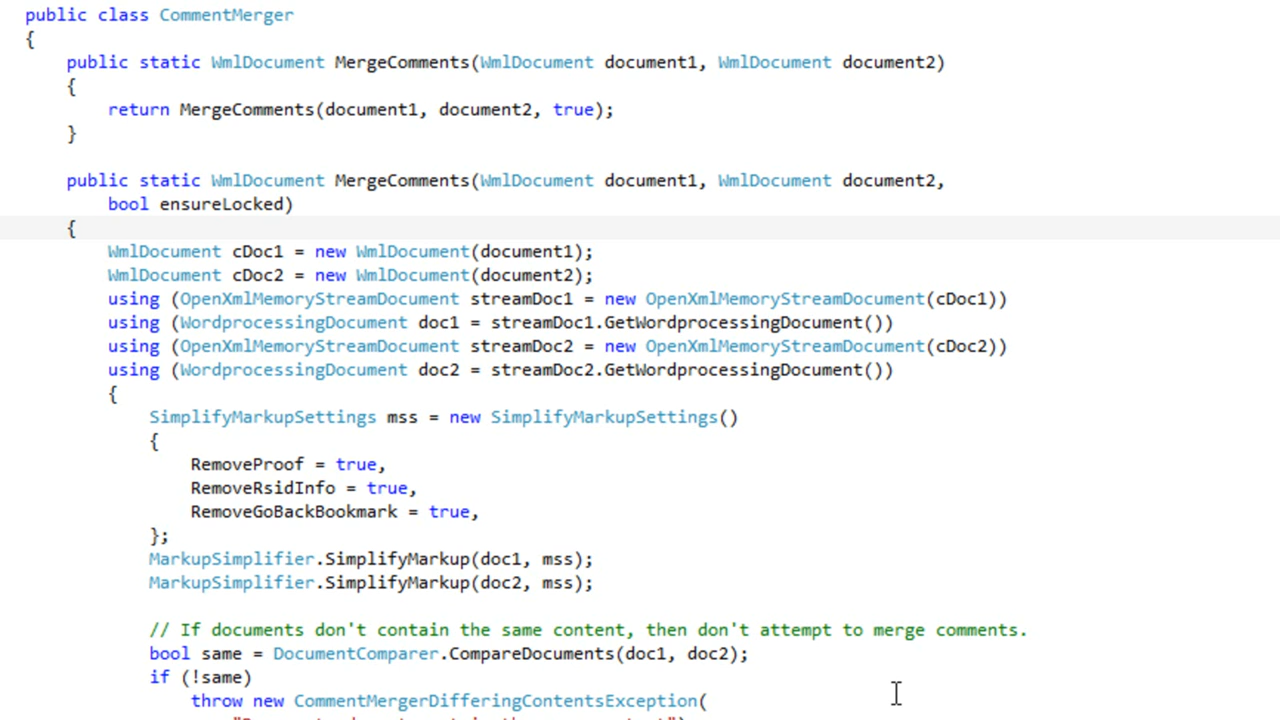 public class CommentMerger
{
    public static WmlDocument MergeComments(WmlDocument document1, WmlDocument document2)
    {
        return MergeComments(document1, document2, true);
    }

    public static WmlDocument MergeComments(WmlDocument document1, WmlDocument document2,
        bool ensureLocked)
    {
        WmlDocument cDoc1 = new WmlDocument(document1);
        WmlDocument cDoc2 = new WmlDocument(document2);
        using (OpenXmlMemoryStreamDocument streamDoc1 = new OpenXmlMemoryStreamDocument(cDoc1))
        using (WordprocessingDocument doc1 = streamDoc1.GetWordprocessingDocument())
        using (OpenXmlMemoryStreamDocument streamDoc2 = new OpenXmlMemoryStreamDocument(cDoc2))
        using (WordprocessingDocument doc2 = streamDoc2.GetWordprocessingDocument())
        {
            SimplifyMarkupSettings mss = new SimplifyMarkupSettings()
            {
                RemoveProof = true,
                RemoveRsidInfo = true,
                RemoveGoBackBookmark = true,
            };
            MarkupSimplifier.SimplifyMarkup(doc1, mss);
            MarkupSimplifier.SimplifyMarkup(doc2, mss);

            // If documents don't contain the same content, then don't attempt to merge comments.
            bool same = DocumentComparer.CompareDocuments(doc1, doc2);
            if (!same)
                throw new CommentMergerDifferingContentsException(